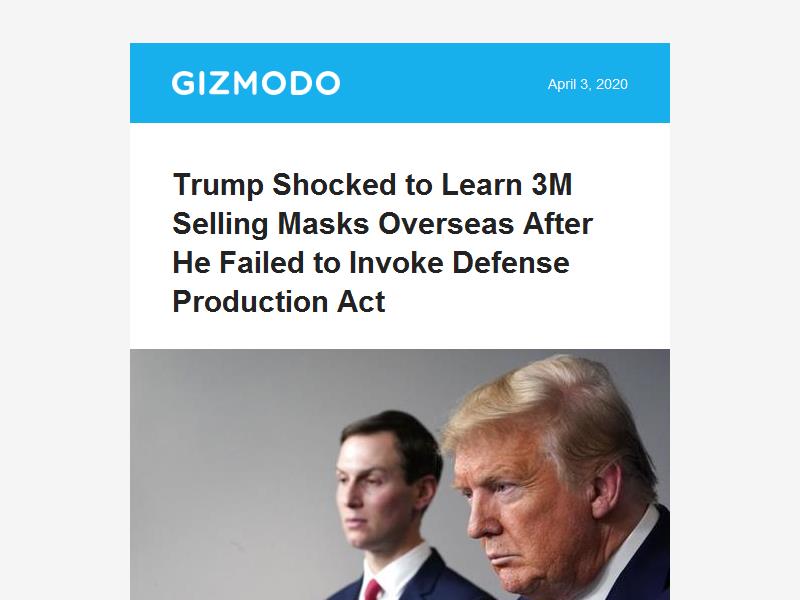 GIZMODO
April 3, 2020
Trump Shocked to Learn 3M
Selling Masks Overseas After
He Failed to Invoke Defense
Production Act